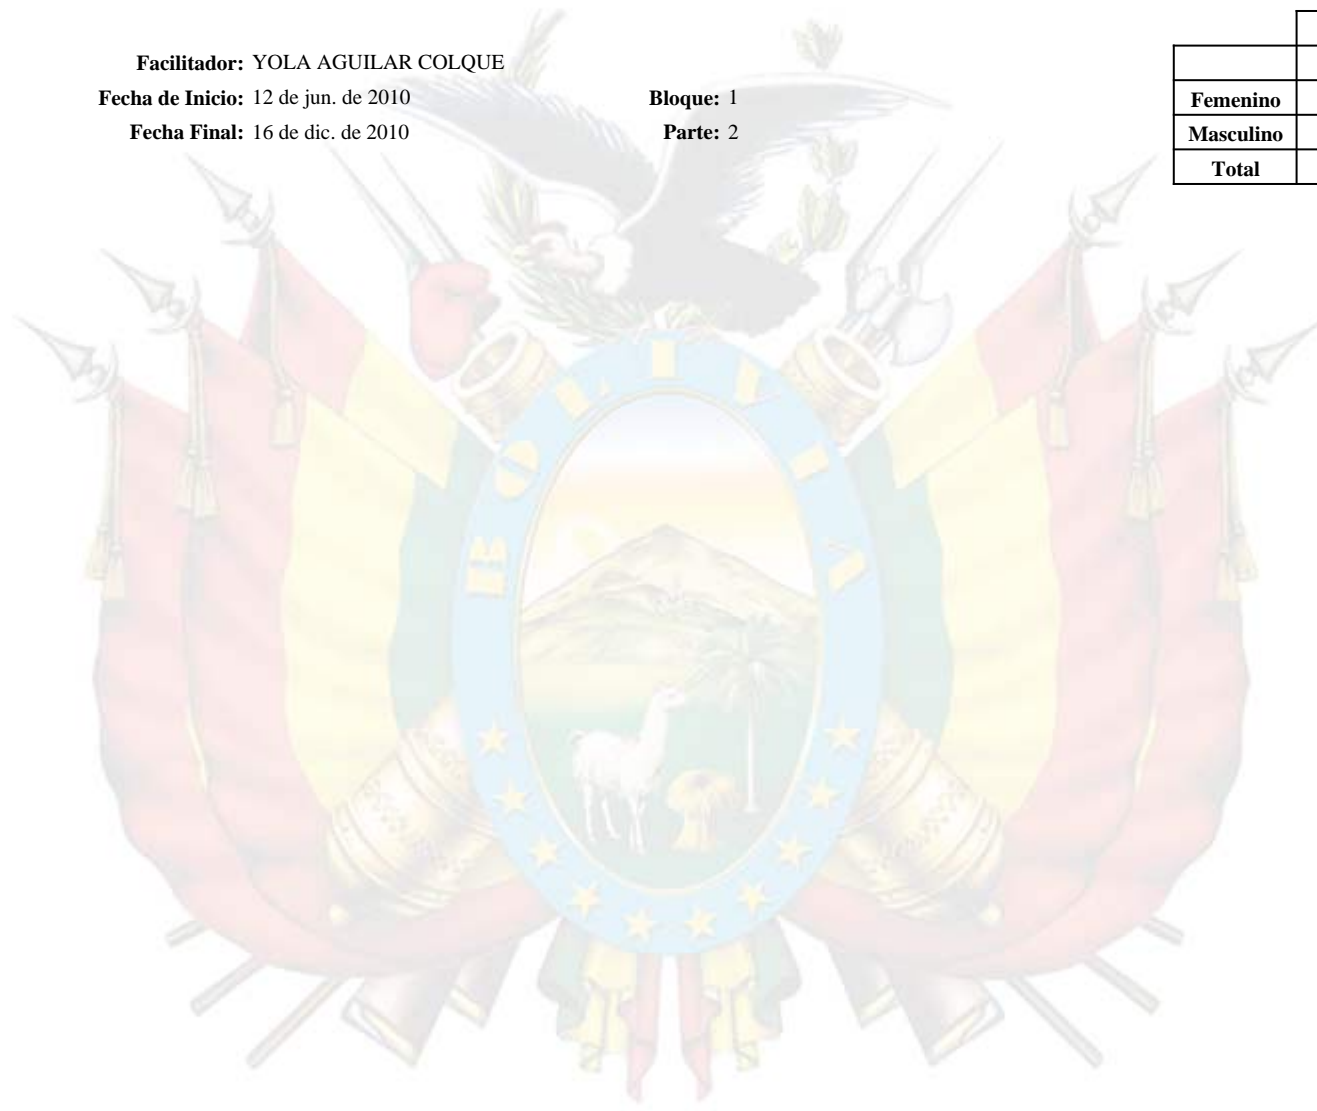 Facilitador: YOLA AGUILAR COLQUE
Fecha de Inicio: 12 de jun. de 2010 Bloque: 1
Fecha Final: 16 de dic. de 2010 Parte: 2
Femenino
Masculino
Total
BOLIVIA